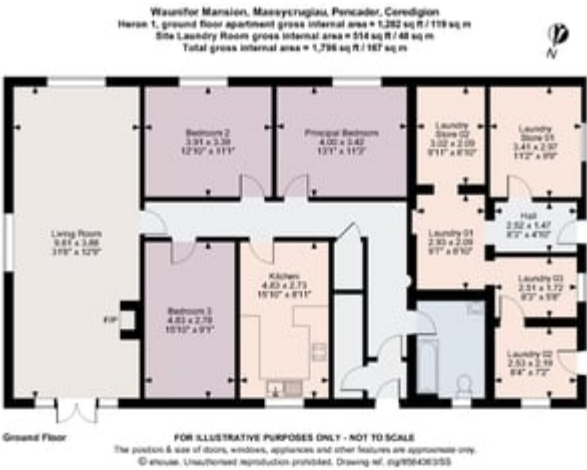 Waunifor Mansion, Maesycrugiau, Pencader, Ceredigion
Heron 1, ground floor apartment gross internal area = 1,282 sq ft / 119 sq m
Site Laundry Room gross internal area = 514 sq ft / 48 sq m
Total gross internal area = 1,796 sq ft / 167 sq m
N
Bedroom 2
3.91 x 3.39
12'10" x 11'1"
Principal Bedroom
4.00 x 3.42
13'1" x 11'3"
Laundry
Store 02
3.02 x 2.09
9'11" x 6'10"
Laundry
Store 01
3.41 x 2.97
11'2" x 9'9"
Living Room
9.61 x 3.88
31'6" x 12'9"
Hall
2.52 x 1.47
8'3" x 4'10"
Laundry 01
2.93 x 2.09
9'7" x 6'10"
Kitchen
4.83 x 2.73
15'10" x 8'11"
Laundry 03
2.51 x 1.72
8'3" x 5'8"
Bedroom 3
4.83 x 2.78
15'10" x 9'1"
F/P
Laundry 02
2.53 x 2.19
8'4" x 7'2"
Ground Floor
FOR ILLUSTRATIVE PURPOSES ONLY - NOT TO SCALE
The position & size of doors, windows, appliances and other features are approximate only.
© ehouse. Unauthorised reproduction prohibited. Drawing ref.